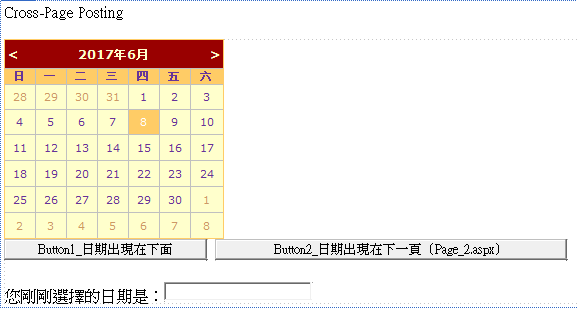 Cross-Page Posting
< 2017年6月 >
日 一 二 三 四 五 六
28 29 30 31 1 2 3
4 5 6 7 8 9 10
11 12 13 14 15 16 17
18 19 20 21 22 23 24
25 26 27 28 29 30 1
2 3 4 5 6 7 8
Button1_日期出現在下面 Button2_日期出現在下一頁（Page_2.aspx）
您剛剛選擇的日期是：